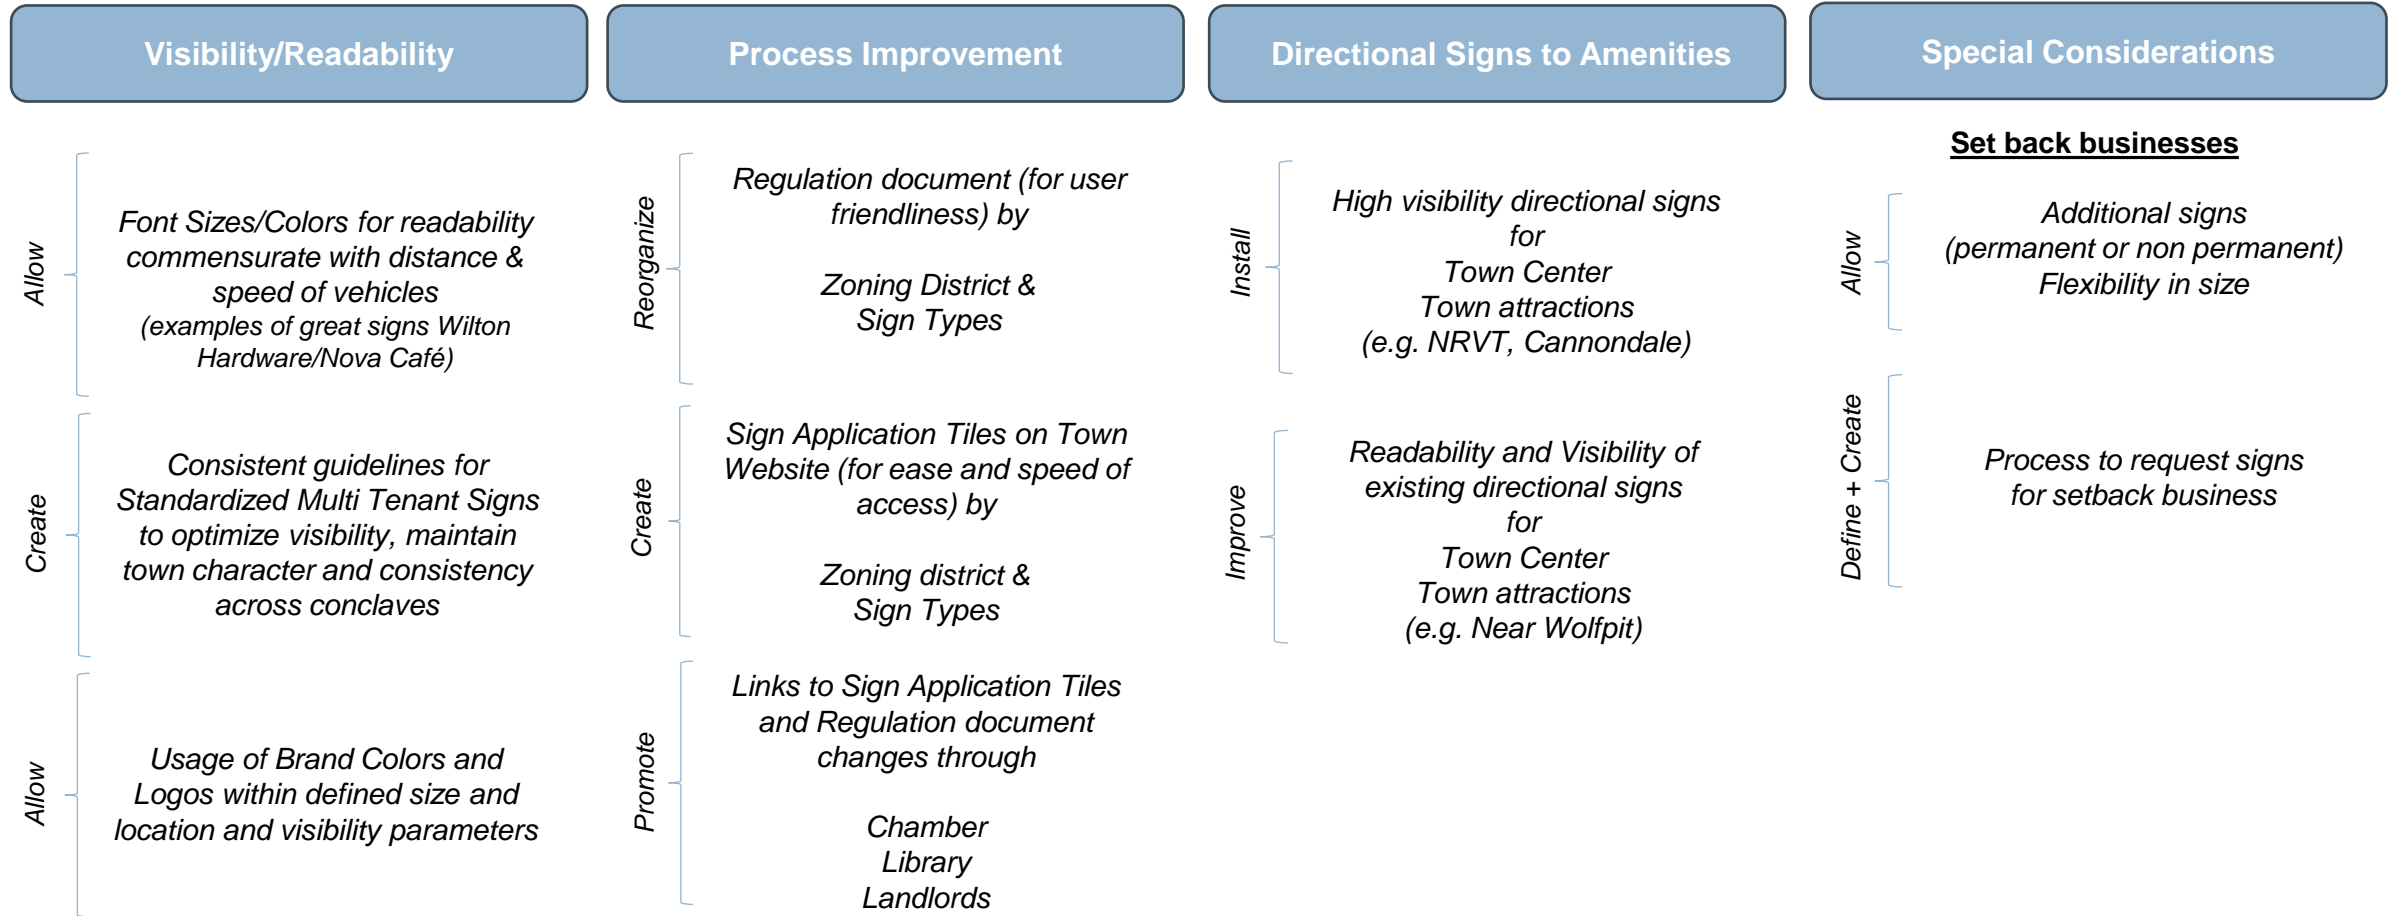 Visibility/Readability
Allow
Font Sizes/Colors for readability
commensurate with distance &
speed of vehicles
(examples of great signs Wilton
Hardware/Nova Café)
Create
Consistent guidelines for
Standardized Multi Tenant Signs
to optimize visibility, maintain
town character and consistency
across conclaves
Allow
Usage of Brand Colors and
Logos within defined size and
location and visibility parameters
Process Improvement
Reorganize
Regulation document (for user
friendliness) by
Zoning District &
Sign Types
Create
Sign Application Tiles on Town
Website (for ease and speed of
access) by
Zoning district &
Sign Types
Promote
Links to Sign Application Tiles
and Regulation document
changes through
Chamber
Library
Landlords
Directional Signs to Amenities
Install
High visibility directional signs
for
Town Center
Town attractions
(e.g. NRVT, Cannondale)
Improve
Readability and Visibility of
existing directional signs
for
Town Center
Town attractions
(e.g. Near Wolfpit)
Special Considerations
Set back businesses
Allow
Additional signs
(permanent or non permanent)
Flexibility in size
Define + Create
Process to request signs
for setback business